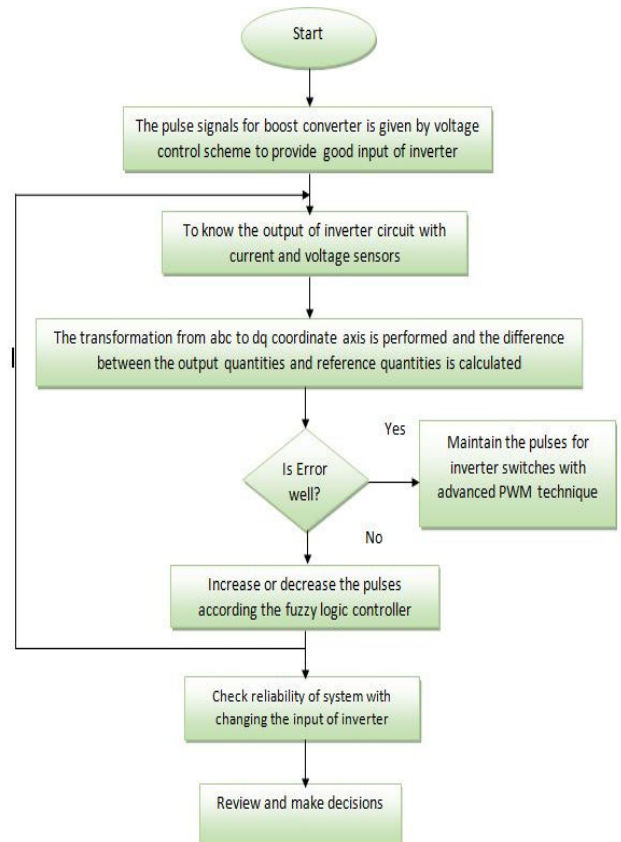 Start
The pulse signals for boost converter is given by voltage
control scheme to provide good input of inverter
To know the output of inverter circuit with
current and voltage sensors
The transformation from abc to dq coordinate axis is performed and the difference
between the output quantities and reference quantities is calculated
Is Error
well?
Yes
Maintain the pulses for
inverter switches with
advanced PWM technique
No
Increase or decrease the pulses
according the fuzzy logic controller
Check reliability of system with
changing the input of inverter
Review and make decisions